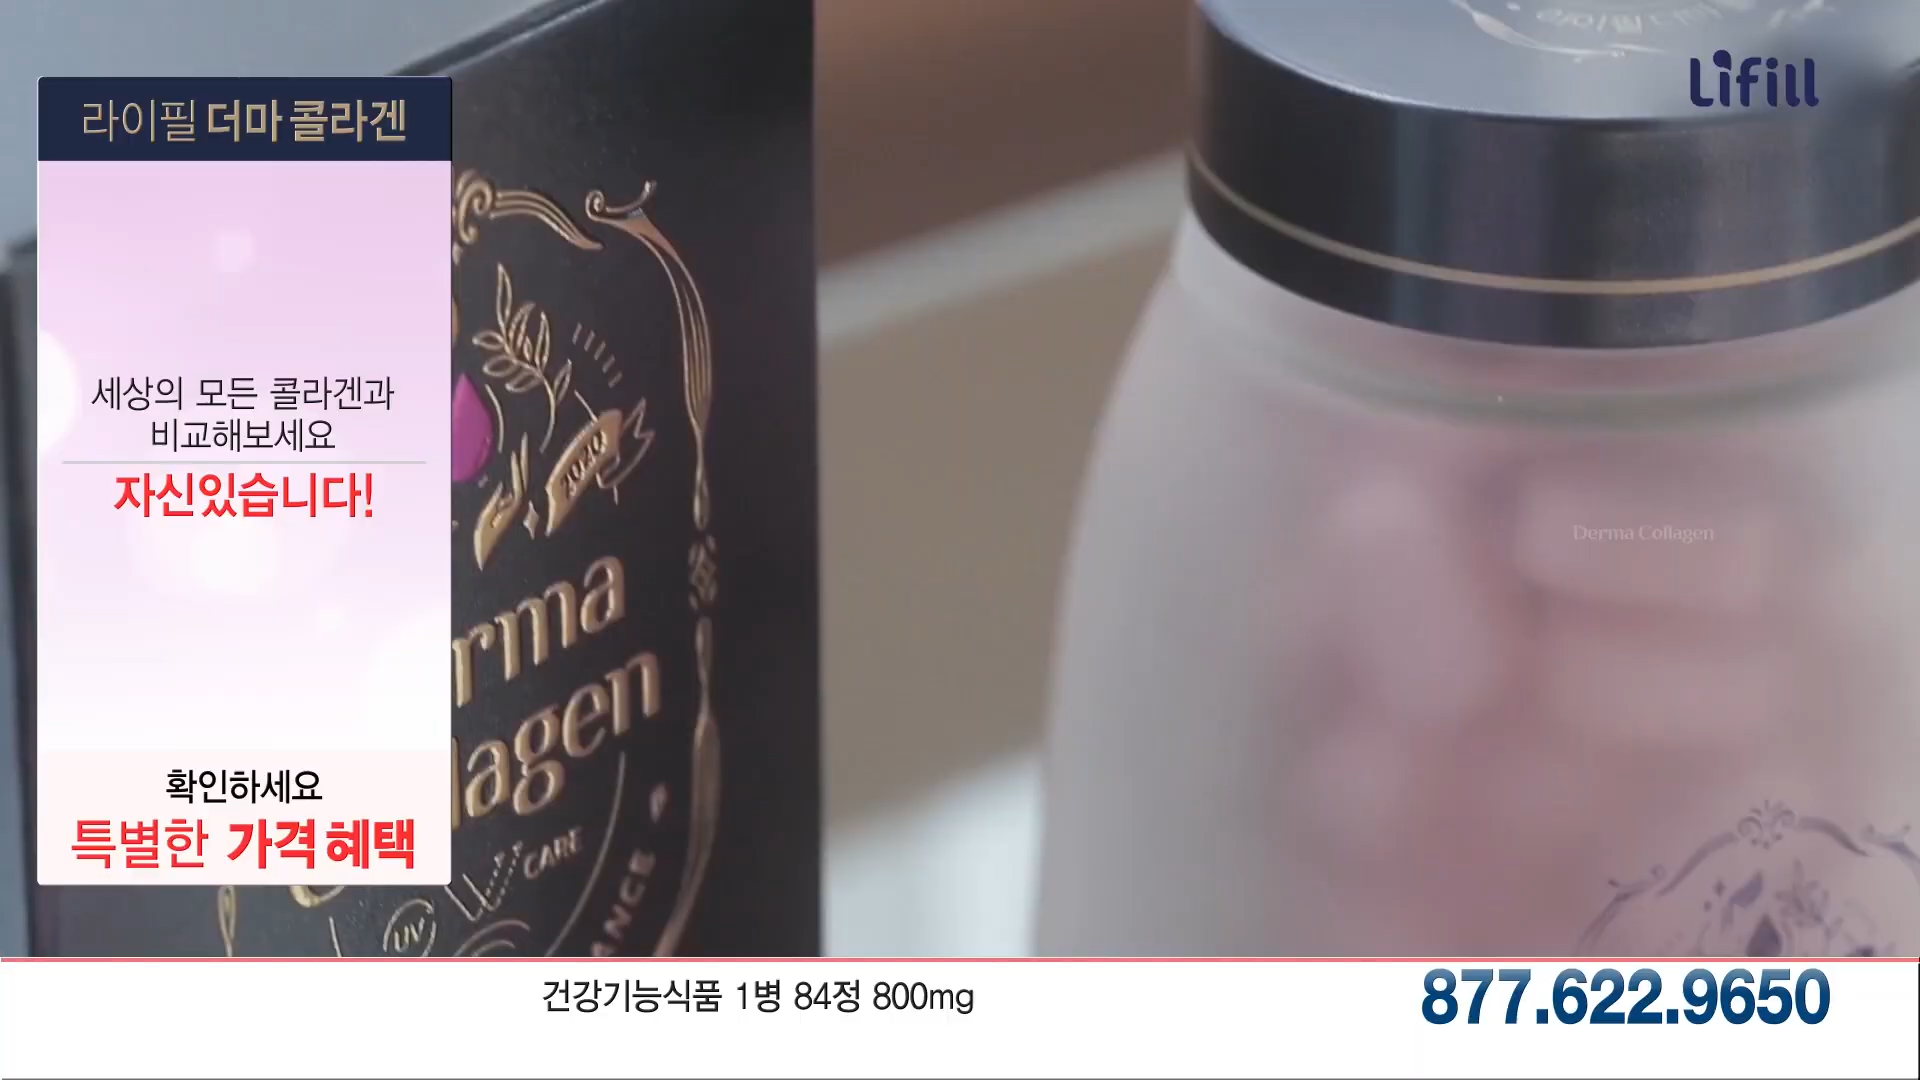 Lifill
라이필 더마 콜라겐
세상의 모든 콜라겐과
비교해보세요
자신있습니다!
확인하세요
특별한 가격 혜택
2020
rma
lagen
CARE
UV
ANCE
Derma Collagen
건강기능식품 1병 84정 800mg
877.622.9650